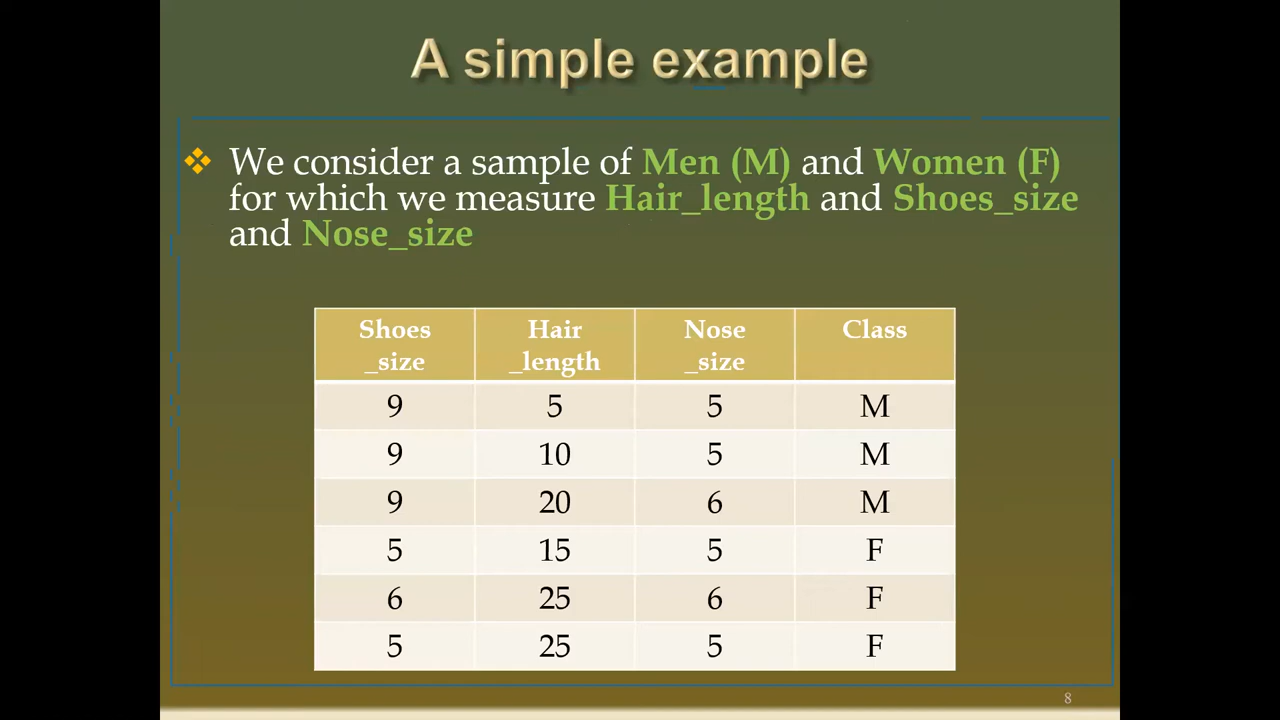 A simple example
We consider a sample of Men (M) and Women (F)
for which we measure Hair_length and Shoes_size
and Nose_size
Shoes _size Hair _length Nose _size Class
9 5 5 M
9 10 5 M
9 20 6 M
5 15 5 F
6 25 6 F
5 25 5 F
8